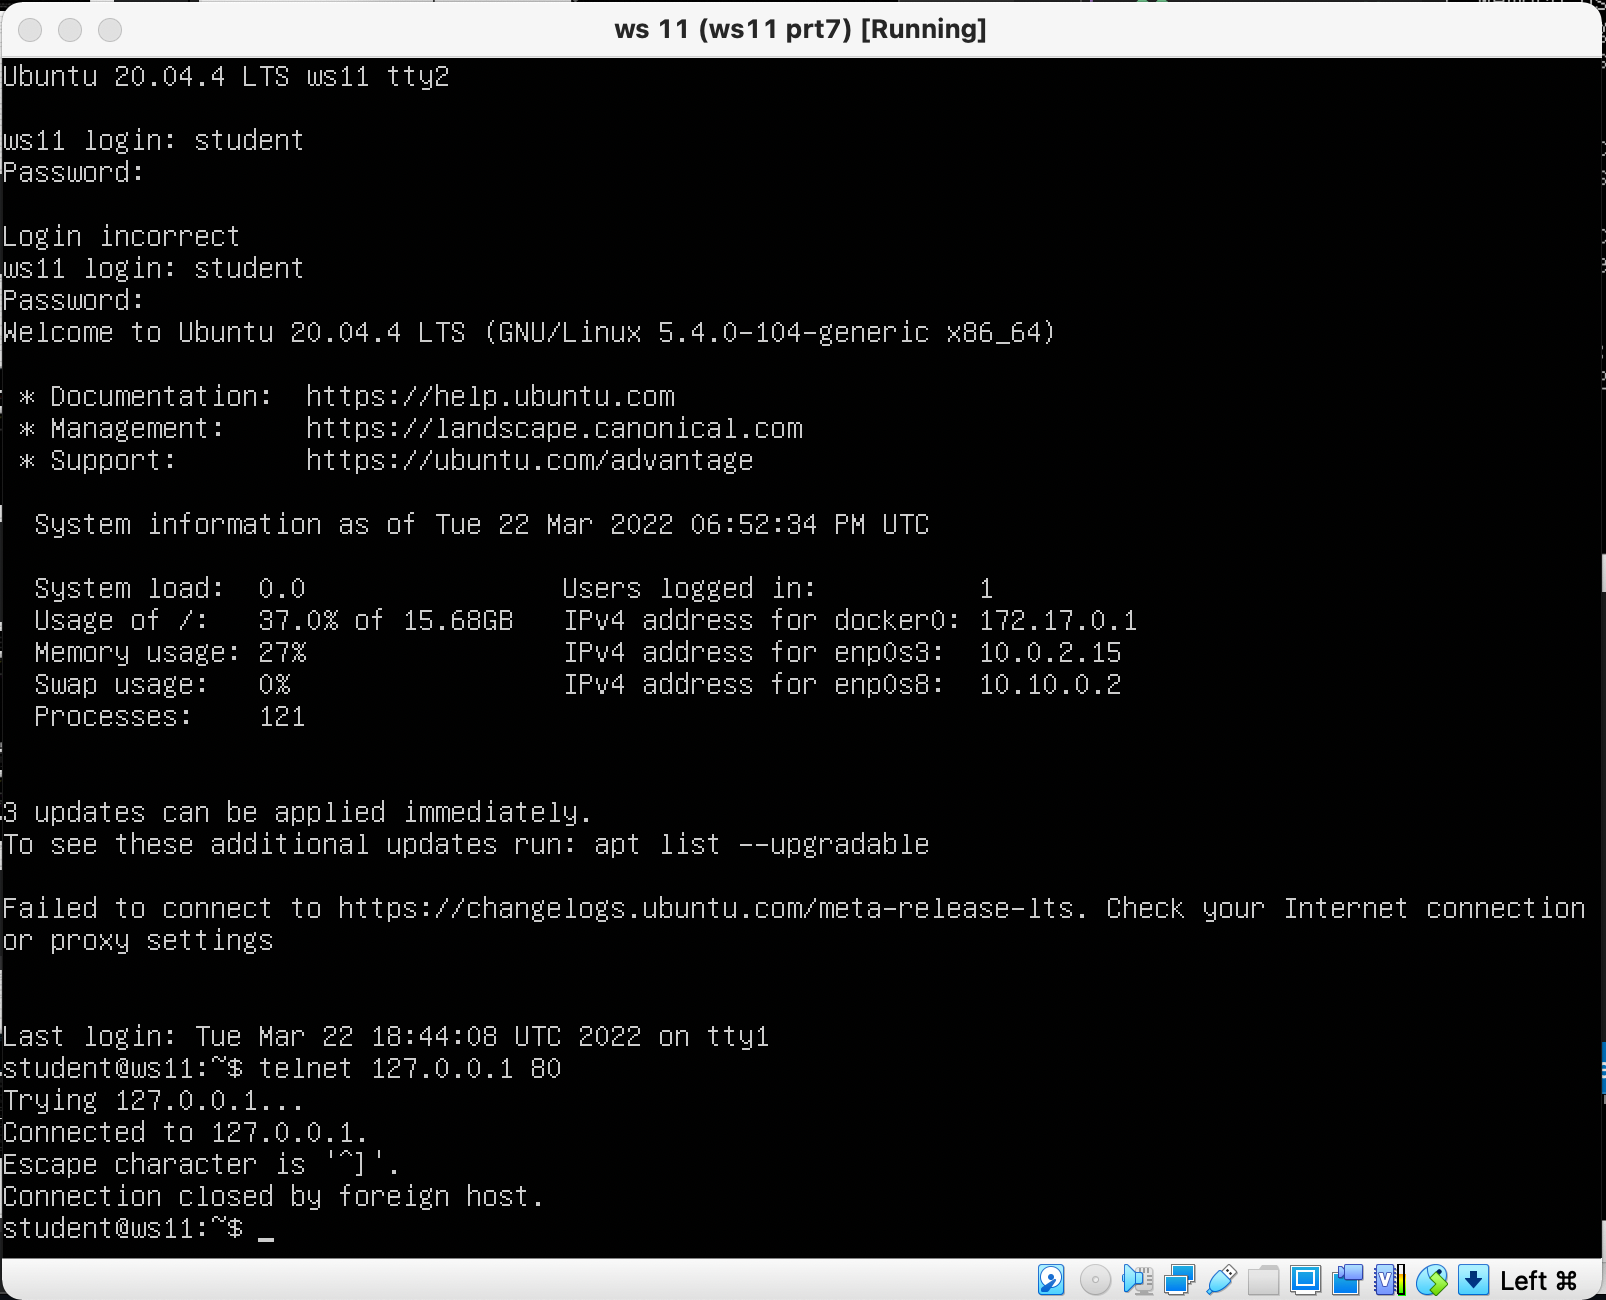 ws 11 (ws11 prt7) [Running]
Ubuntu 20.04.4 LTS ws11 tty2
ws11 login: student
Password:
Login incorrect
ws11 login: student
Password:
Welcome to Ubuntu 20.04.4 LTS (GNU/Linux 5.4.0-104-generic x86_64)
* Documentation:  https://help.ubuntu.com
* Management:     https://landscape.canonical.com
* Support:        https://ubuntu.com/advantage
System information as of Tue 22 Mar 2022 06:52:34 PM UTC
System load:  0.0                Users logged in:          1
Usage of /:   37.0% of 15.68GB   IPv4 address for docker0: 172.17.0.1
Memory usage: 27%                IPv4 address for enp0s3:  10.0.2.15
Swap usage:   0%                 IPv4 address for enp0s8:  10.10.0.2
Processes:    121
3 updates can be applied immediately.
To see these additional updates run: apt list --upgradable
Failed to connect to https://changelogs.ubuntu.com/meta-release-lts. Check your Internet connection
or proxy settings
Last login: Tue Mar 22 18:44:08 UTC 2022 on tty1
student@ws11:~$ telnet 127.0.0.1 80
Trying 127.0.0.1...
Connected to 127.0.0.1.
Escape character is '^]'.
Connection closed by foreign host.
student@ws11:~$ _
Left ⌘